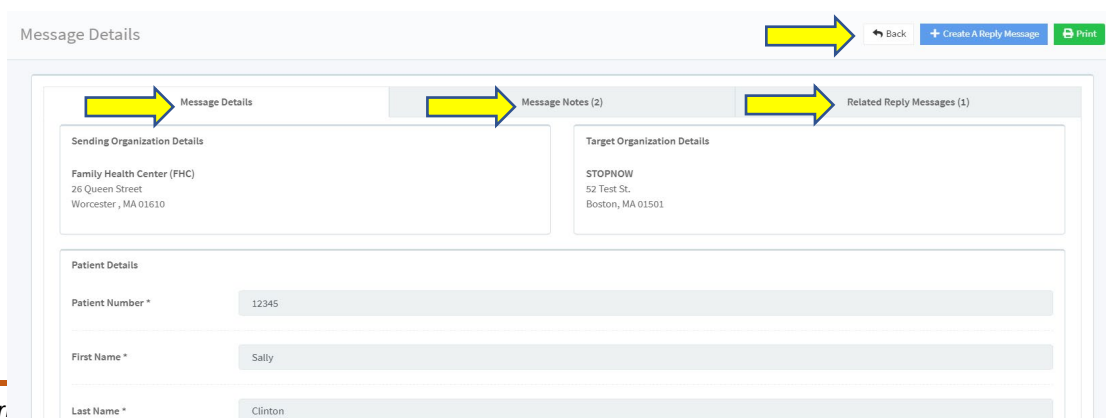 Message Details
Back
+ Create A Reply Message
Print
Message Details
Message Notes (2)
Related Reply Messages (1)
Sending Organization Details
Family Health Center (FHC)
26 Queen Street
Worcester , MA 01610
Target Organization Details
STOPNOW
52 Test St.
Boston, MA 01501
Patient Details
Patient Number * 12345
First Name * Sally
Last Name * Clinton